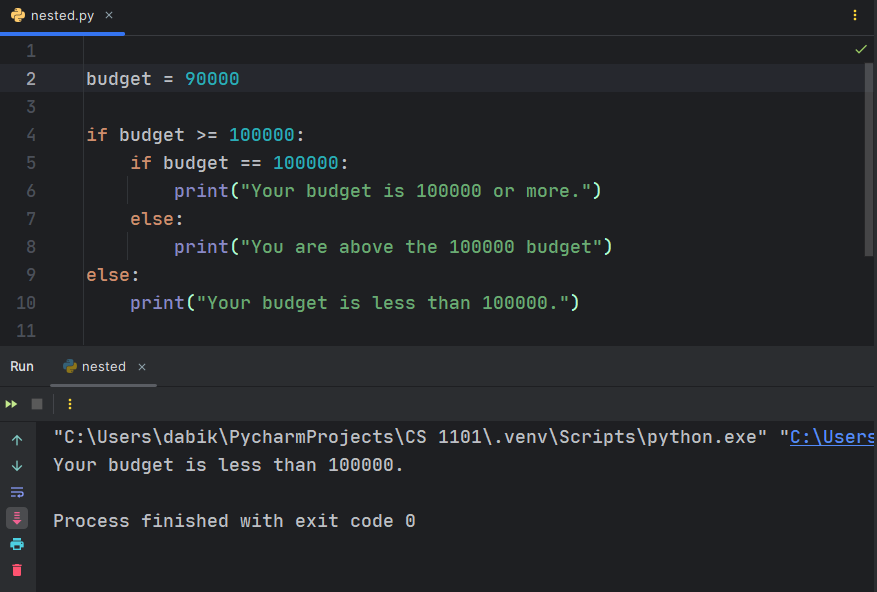 nested.py
1
2 budget = 90000
3
4 if budget >= 100000:
5     if budget == 100000:
6         print("Your budget is 100000 or more.")
7     else:
8         print("You are above the 100000 budget")
9 else:
10     print("Your budget is less than 100000.")
11
Run nested
"C:\Users\dabik\PycharmProjects\CS 1101\.venv\Scripts\python.exe" "C:\Users
Your budget is less than 100000.
Process finished with exit code 0